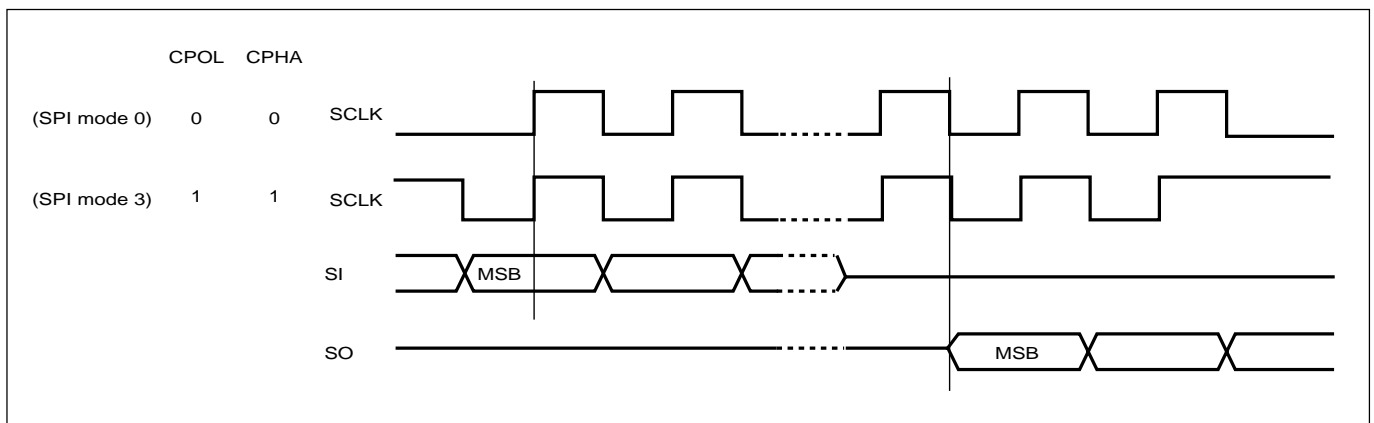 CPOL CPHA
(SPI mode 0) 0 0 SCLK
(SPI mode 3) 1 1 SCLK
SI MSB
SO MSB